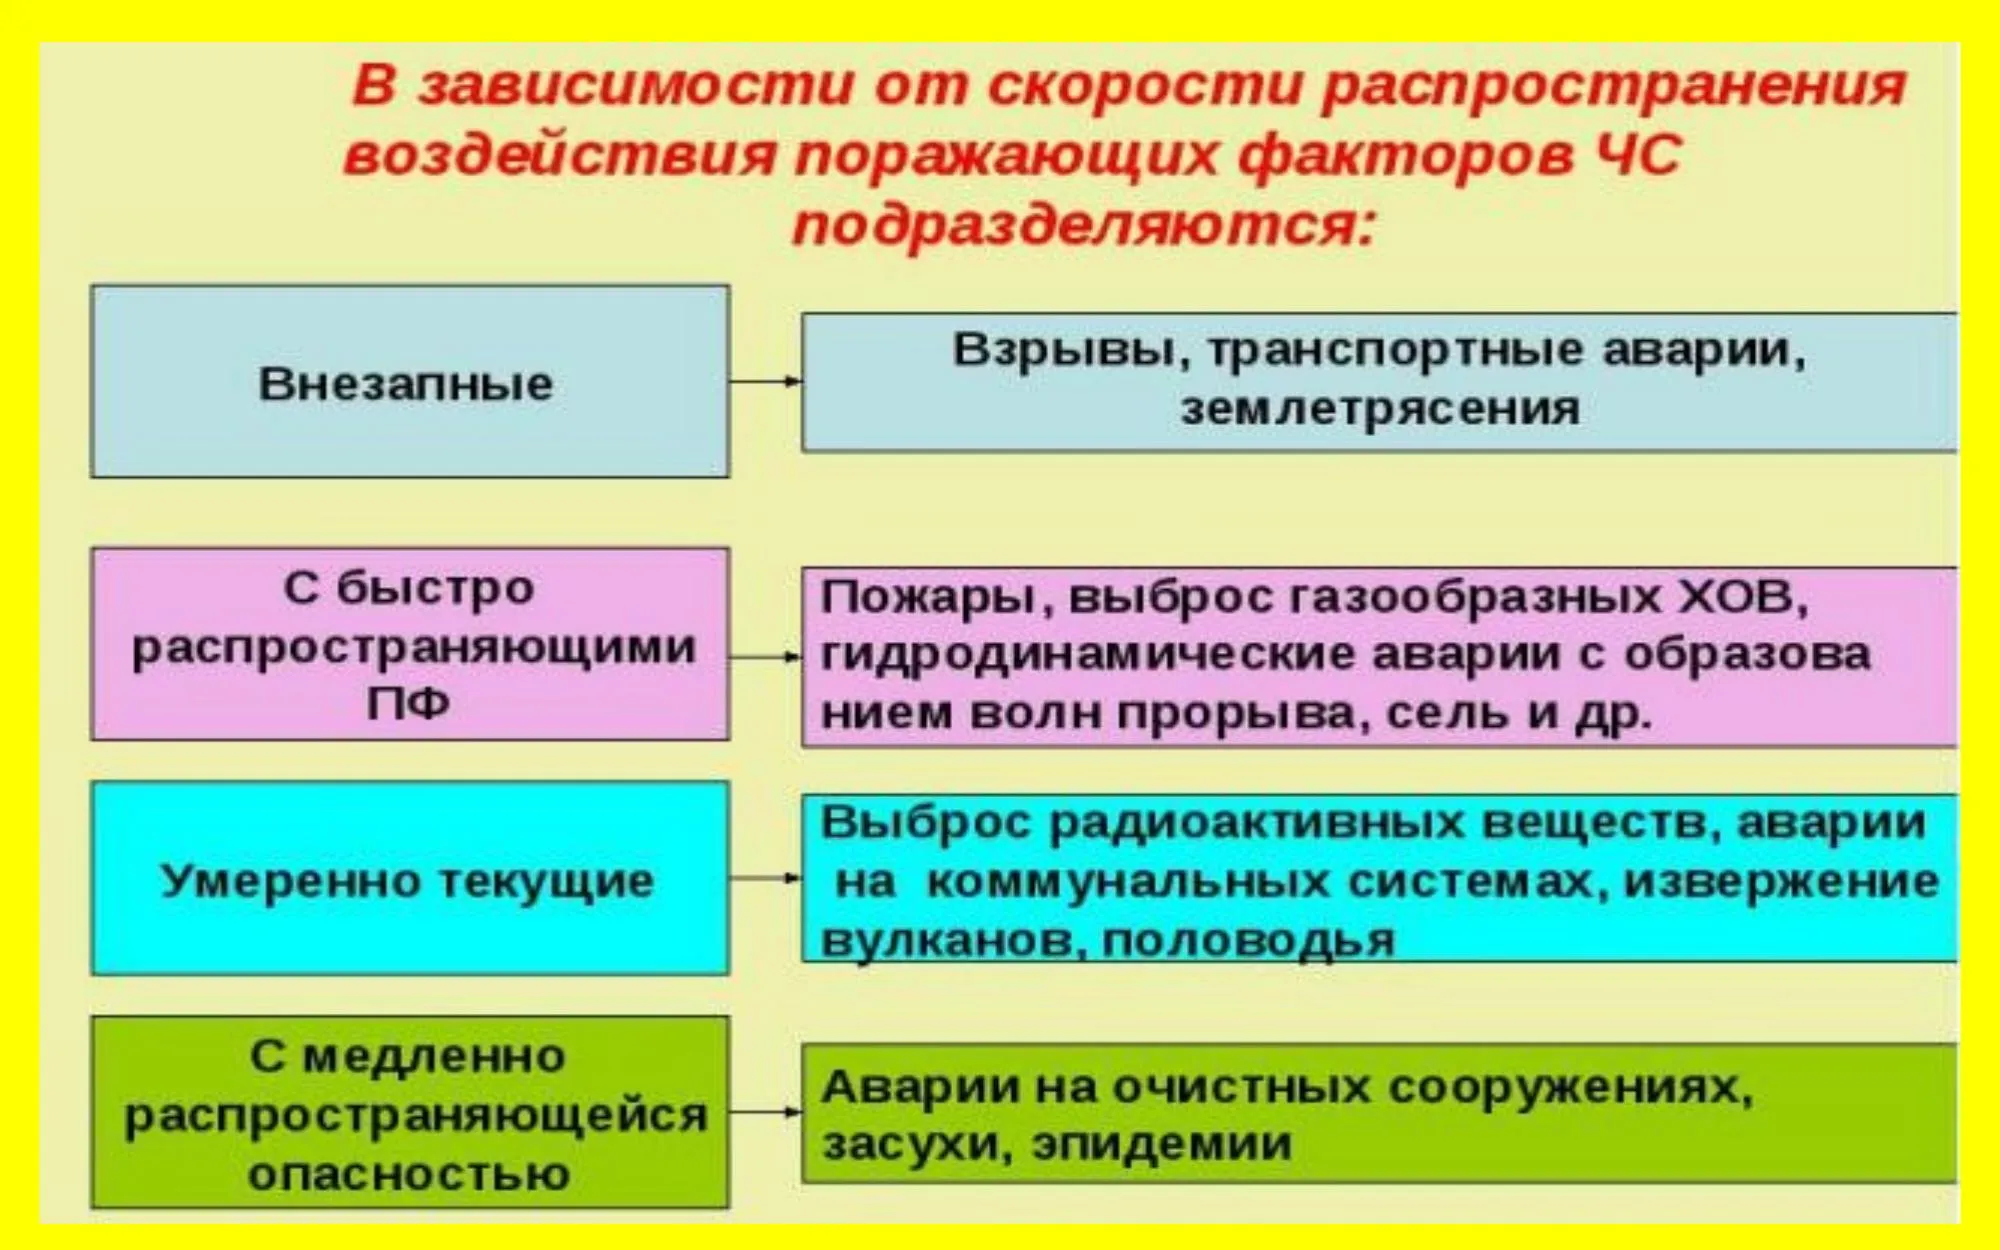 В зависимости от скорости распространения
воздействия поражающих факторов ЧС
подразделяются:
Внезапные
Взрывы, транспортные аварии,
землетрясения
С быстро
распространяющими
ПФ
Пожары, выброс газообразных ХОВ,
гидродинамические аварии с образова
нием волн прорыва, сель и др.
Умеренно текущие
Выброс радиоактивных веществ, аварии
на коммунальных системах, извержение
вулканов, половодья
С медленно
распространяющейся
опасностью
Аварии на очистных сооружениях,
засухи, эпидемии